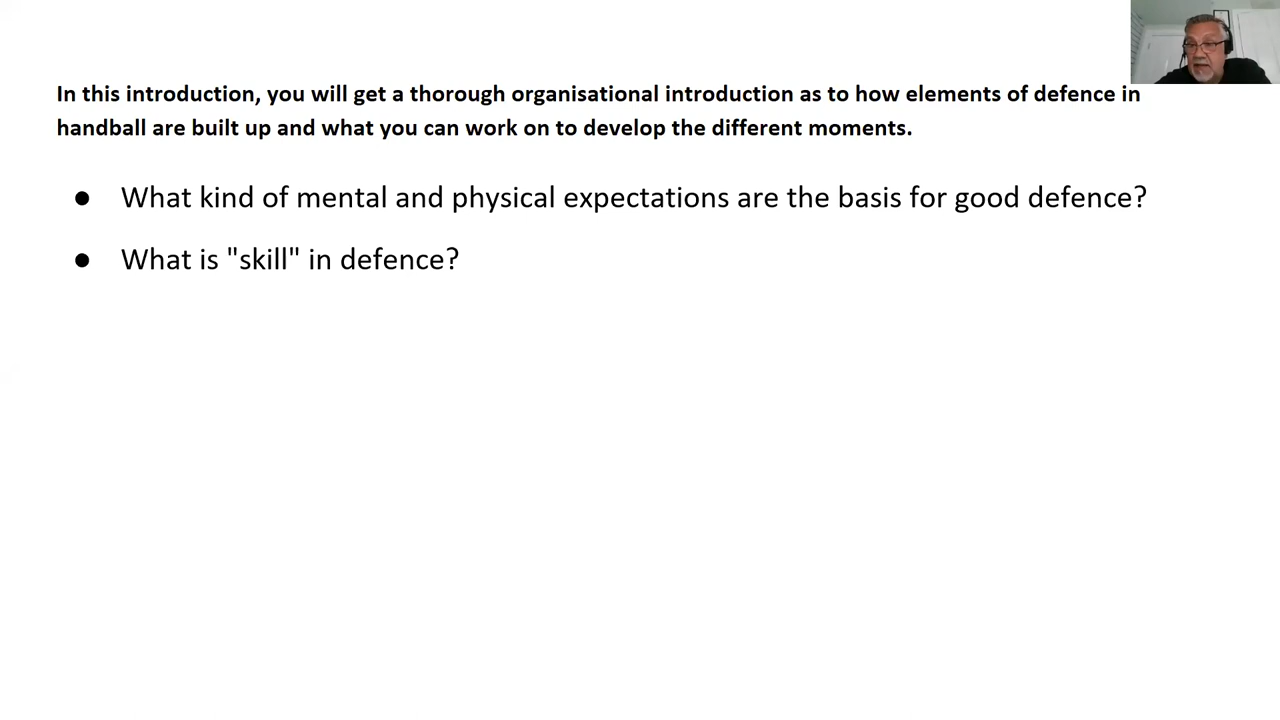 In this introduction, you will get a thorough organisational introduction as to how elements of defence in
handball are built up and what you can work on to develop the different moments.
● What kind of mental and physical expectations are the basis for good defence?
● What is "skill" in defence?